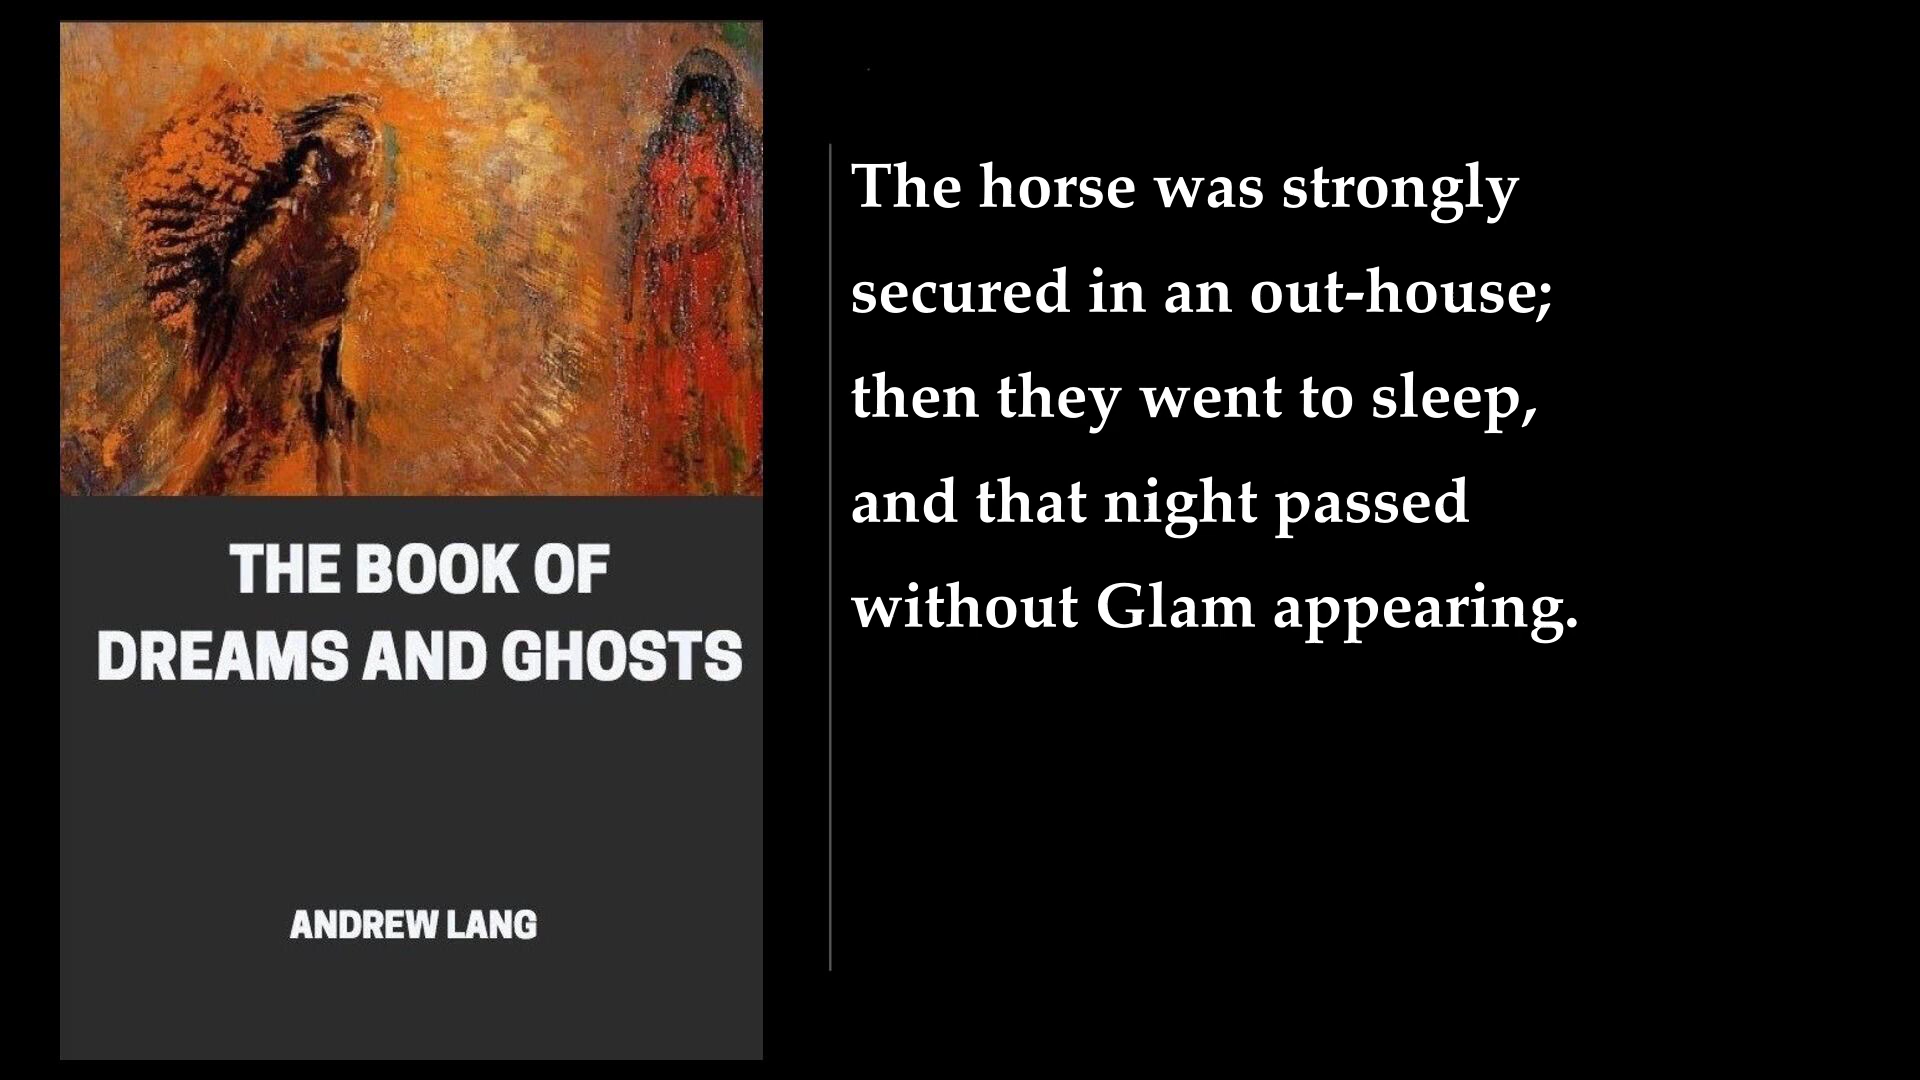 THE BOOK OF
DREAMS AND GHOSTS
ANDREW LANG
The horse was strongly
secured in an out-house;
then they went to sleep,
and that night passed
without Glam appearing.